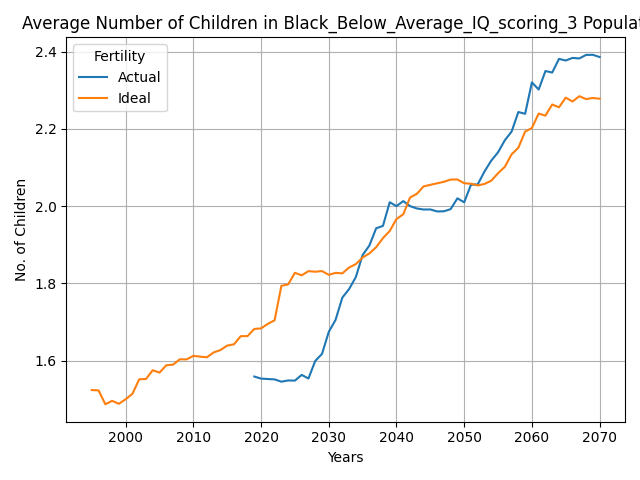 Average Number of Children in Black_Below_Average_IQ_scoring_3 Populat
Fertility
Actual
Ideal
No. of Children
2.4
2.2
2.0
1.8
1.6
2000 2010 2020 2030 2040 2050 2060 2070
Years